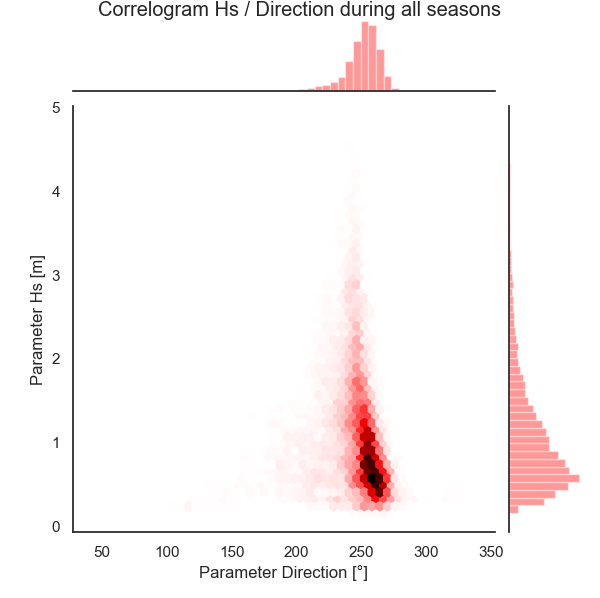 Correlogram Hs / Direction during all seasons
5
4
3
2
1
0
Parameter Hs [m]
50 100 150 200 250 300 350
Parameter Direction [°]